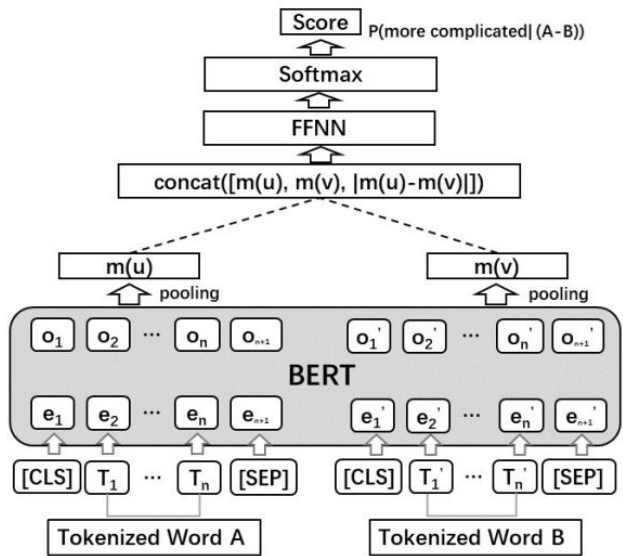 Score P(more complicated| (A-B))
Softmax
FFNN
concat([m(u), m(v), |m(u)-m(v)|])
m(u) m(v)
pooling pooling
o₁ o₂ ⋯ oₙ oₙ₊₁ o₁' o₂' ⋯ oₙ' oₙ₊₁'
BERT
e₁ e₂ ⋯ eₙ eₙ₊₁ e₁' e₂' ⋯ eₙ' eₙ₊₁'
[CLS] T₁ ⋯ Tₙ [SEP] [CLS] T₁' ⋯ Tₙ' [SEP]
Tokenized Word A Tokenized Word B